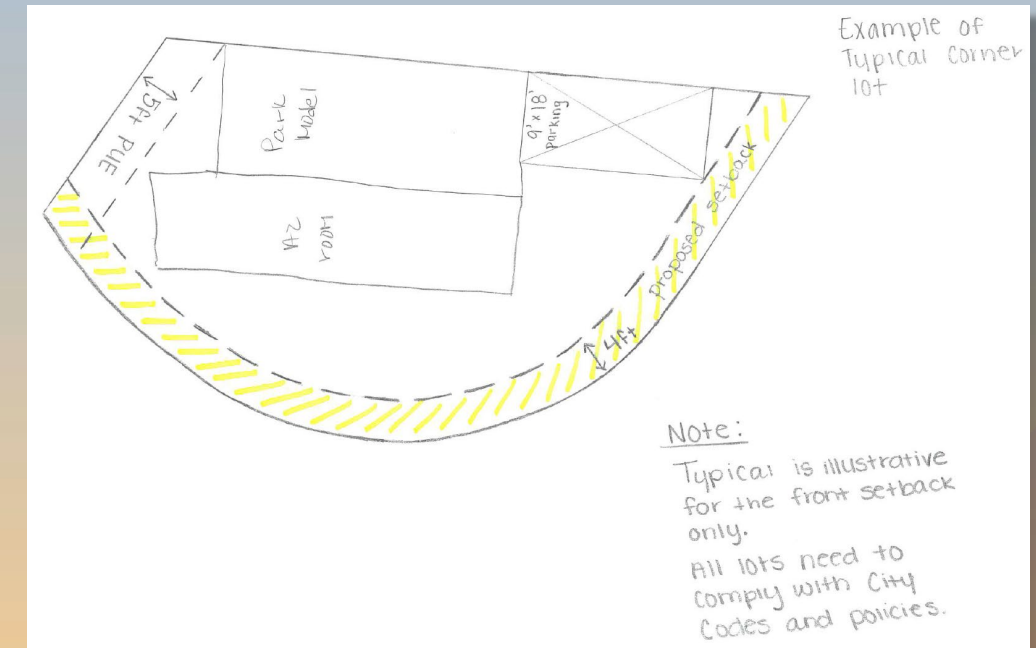 Example of
Typical Corner
lot
5ft PUE
Park
Model
9'x18'
parking
AZ
room
proposed setback
4ft
Note:
Typical is illustrative
for the front setback
only.
All lots need to
comply with City
Codes and policies.